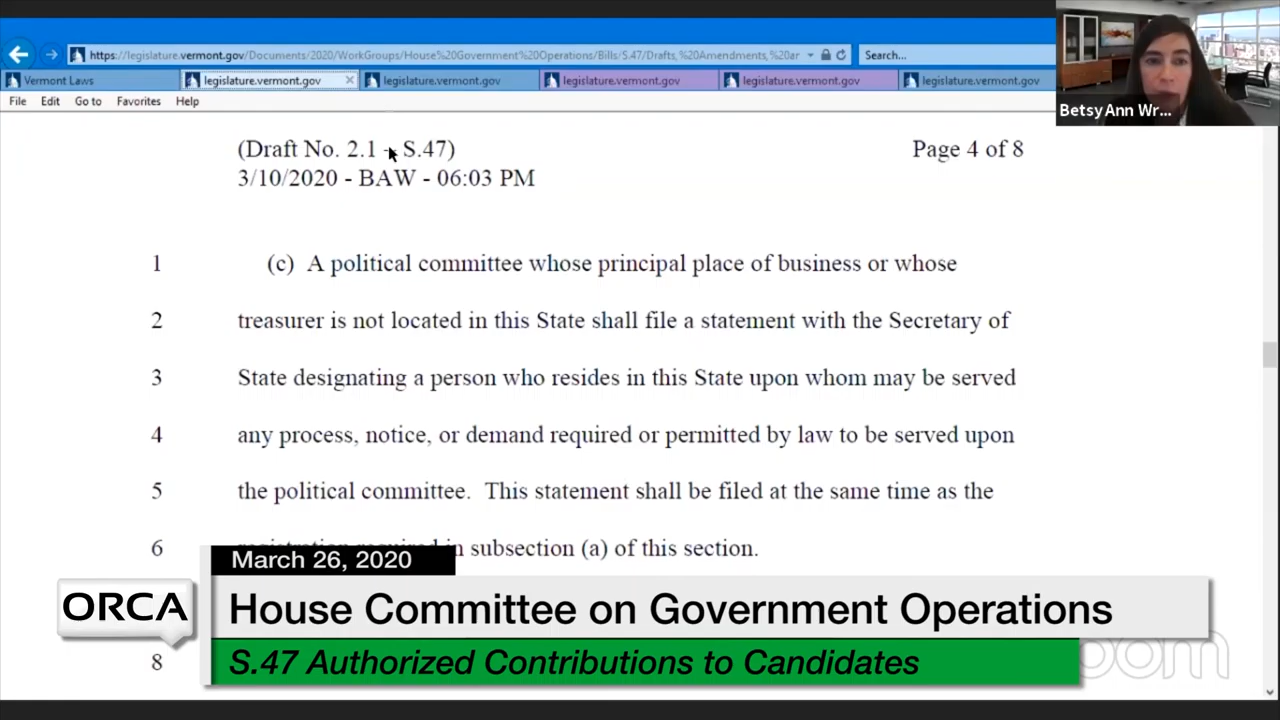 https://legislature.vermont.gov/Documents/2020/WorkGroups/House%20Government%20Operations/Bills/S.47/Drafts,%20Amendments,%20ar
Search...
Vermont Laws
legislature.vermont.gov
legislature.vermont.gov
legislature.vermont.gov
legislature.vermont.gov
legislature.vermont.gov
File Edit Go to Favorites Help
Betsy Ann Wr...
(Draft No. 2.1 – S.47) Page 4 of 8
3/10/2020 - BAW - 06:03 PM
1 (c) A political committee whose principal place of business or whose
2 treasurer is not located in this State shall file a statement with the Secretary of
3 State designating a person who resides in this State upon whom may be served
4 any process, notice, or demand required or permitted by law to be served upon
5 the political committee. This statement shall be filed at the same time as the
6 registration required in subsection (a) of this section.
March 26, 2020
ORCA
House Committee on Government Operations
8
S.47 Authorized Contributions to Candidates